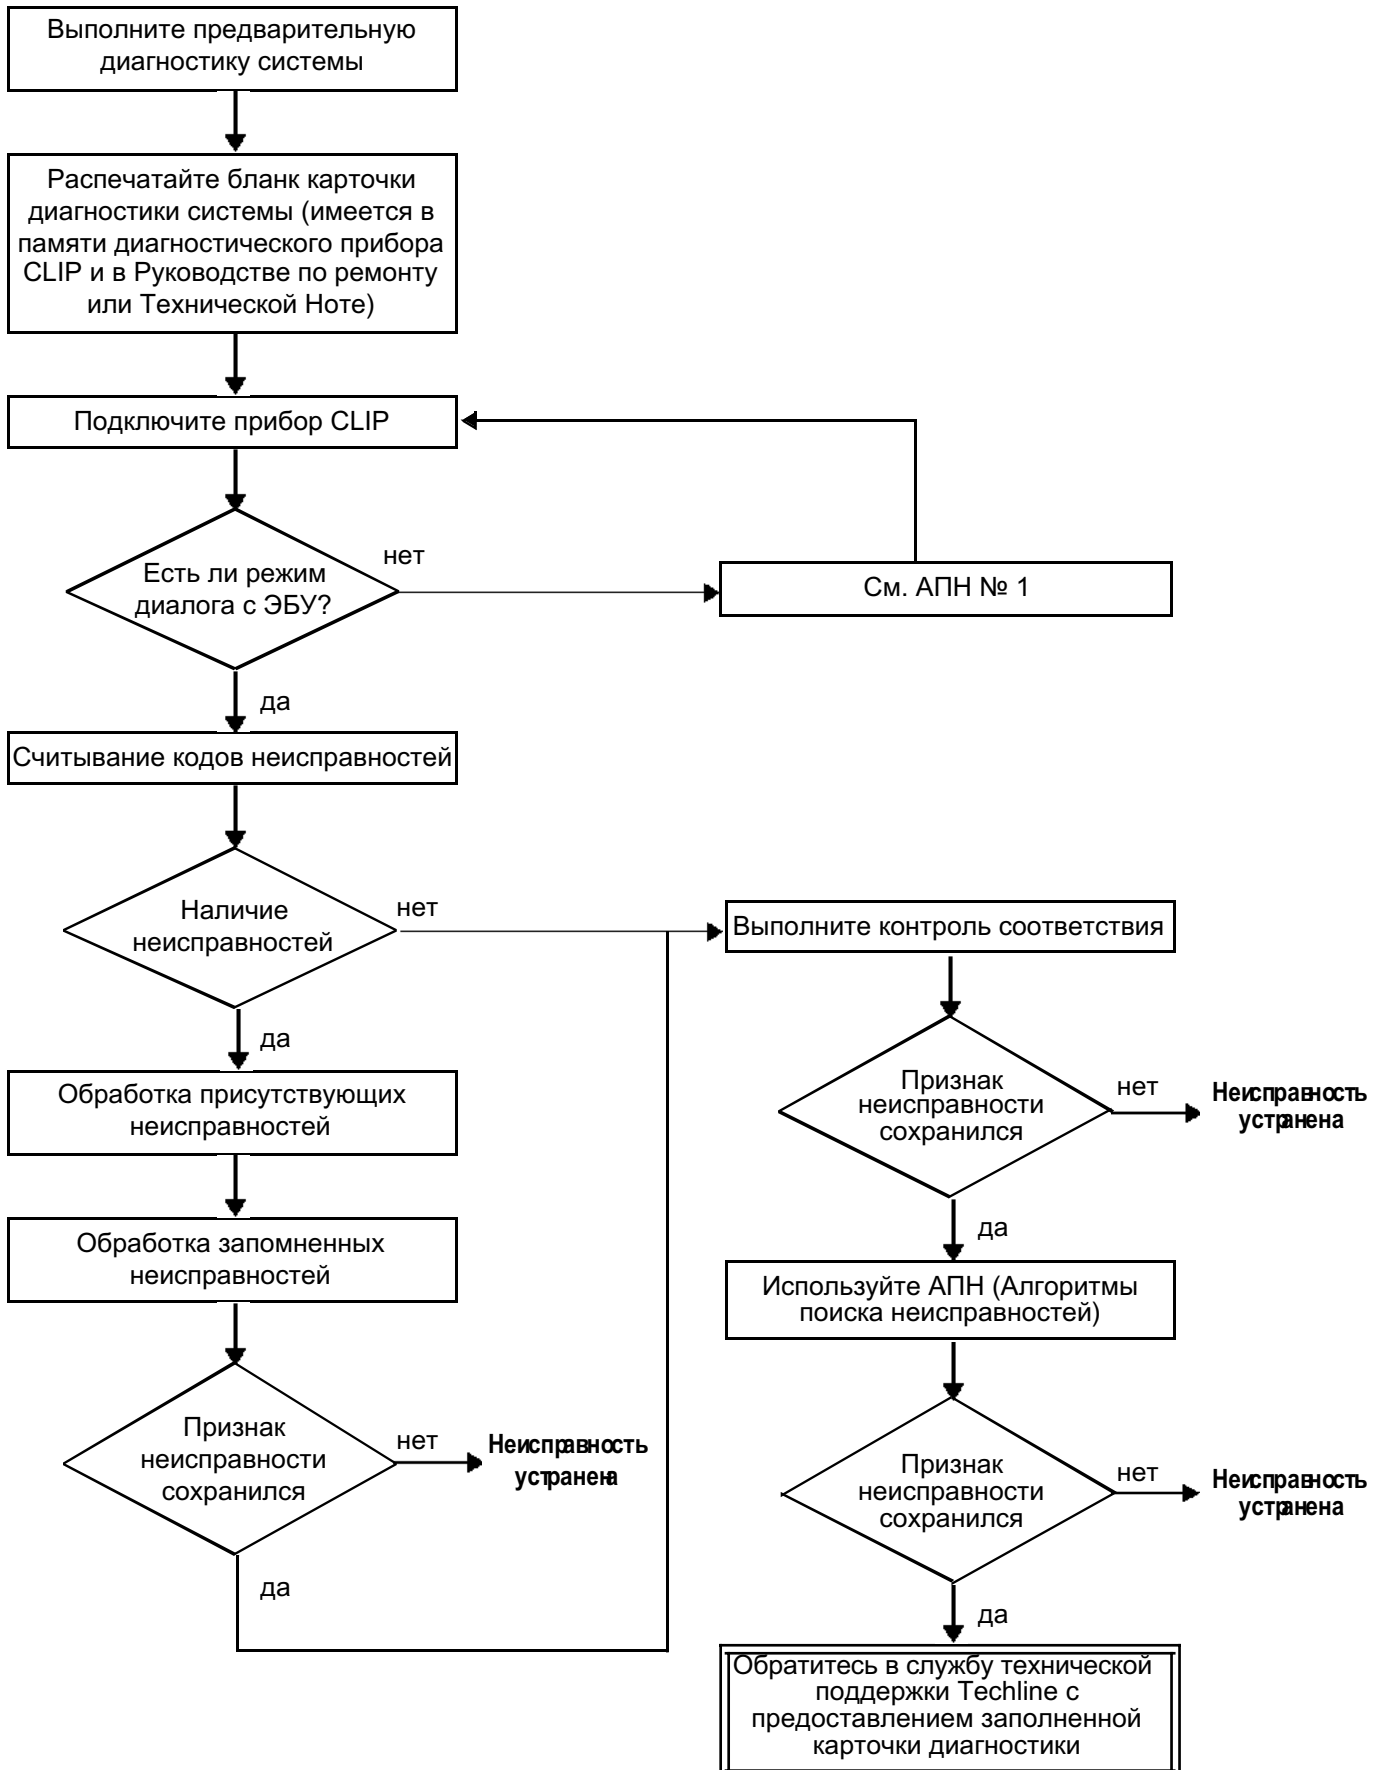 Выполните предварительную
диагностику системы
Распечатайте бланк карточки
диагностики системы (имеется в
памяти диагностического прибора
CLIP и в Руководстве по ремонту
или Технической Ноте)
Подключите прибор CLIP
Есть ли режим
диалога с ЭБУ?
нет
См. АПН № 1
да
Считывание кодов неисправностей
Наличие
неисправностей
нет
да
Обработка присутствующих
неисправностей
Обработка запомненных
неисправностей
Признак
неисправности
сохранился
нет
Неисправность
устранена
да
Выполните контроль соответствия
Признак
неисправности
сохранился
нет
Неисправность
устранена
да
Используйте АПН (Алгоритмы
поиска неисправностей)
Признак
неисправности
сохранился
нет
Неисправность
устранена
да
Обратитесь в службу технической
поддержки Techline с
предоставлением заполненной
карточки диагностики